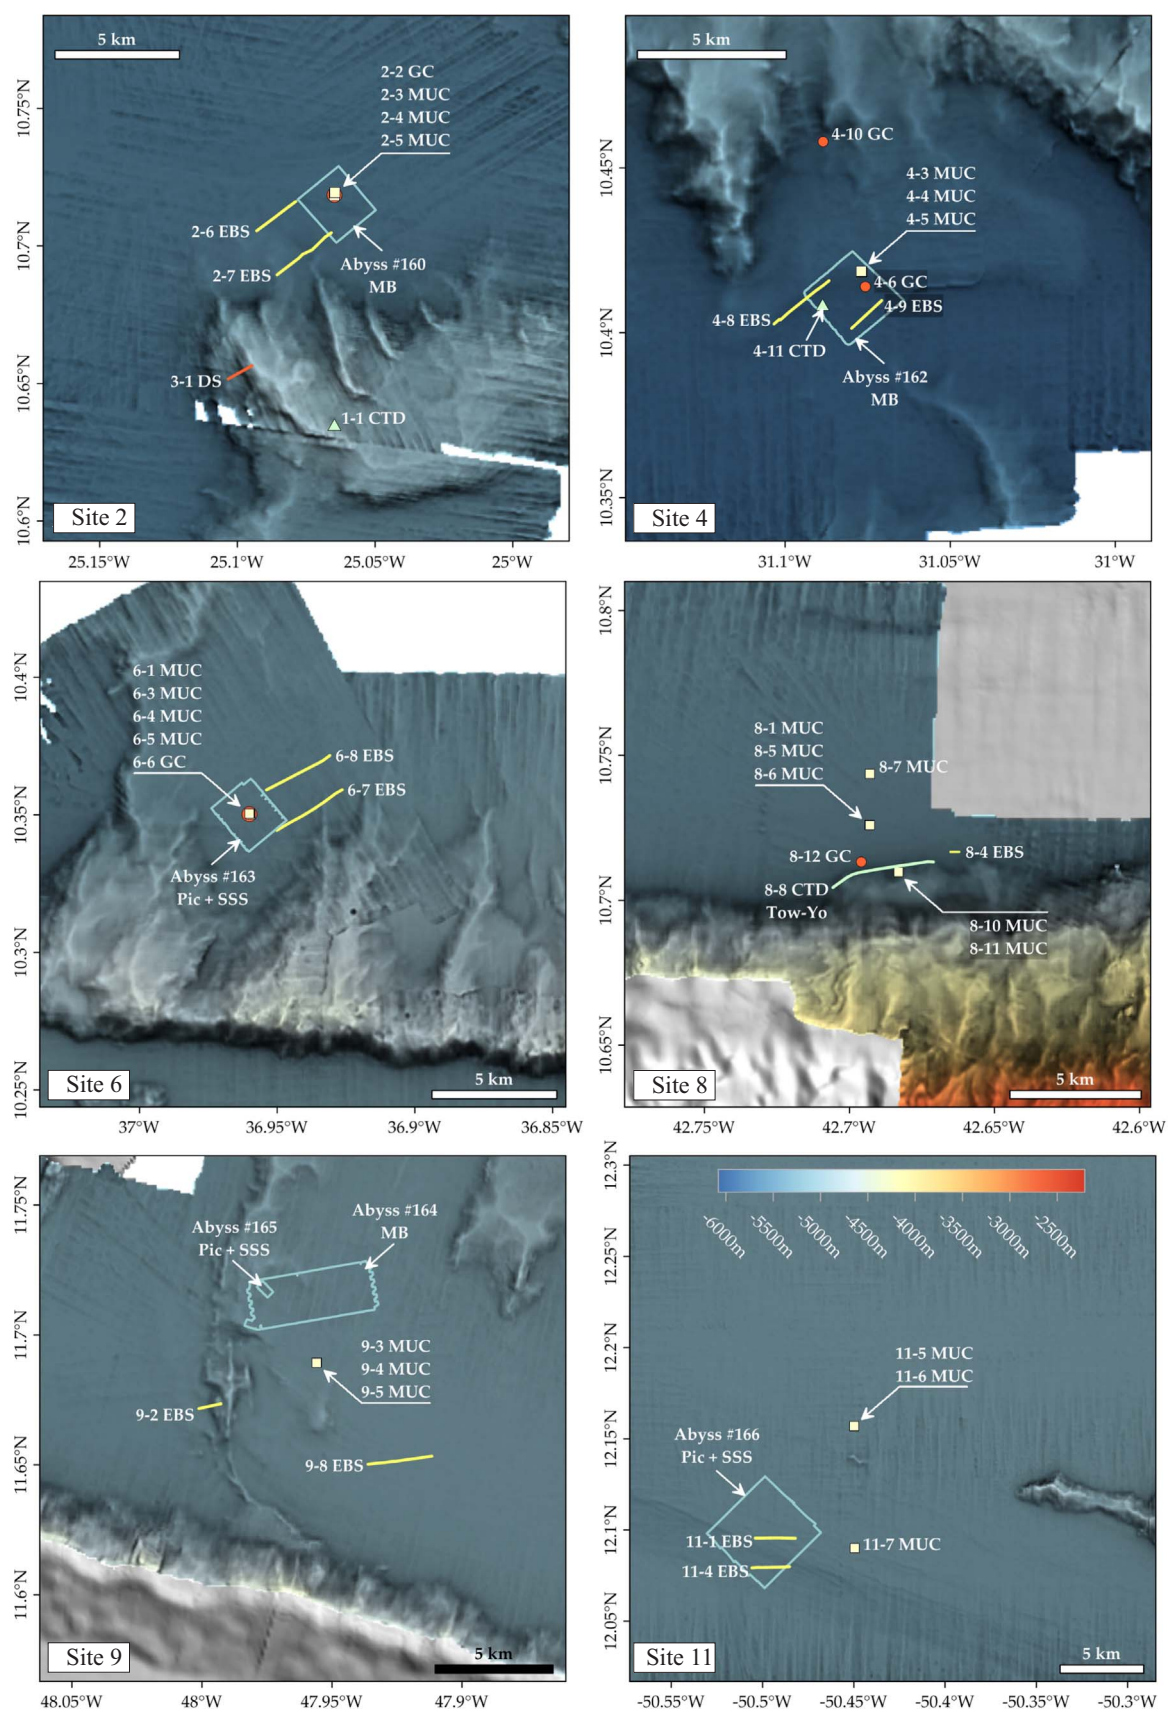 5 km
2-2 GC
2-3 MUC
2-4 MUC
2-5 MUC
2-6 EBS
2-7 EBS
Abyss #160
MB
3-1 DS
1-1 CTD
Site 2
10.75°N
10.7°N
10.65°N
10.6°N
25.15°W
25.1°W
25.05°W
25°W
5 km
4-10 GC
4-3 MUC
4-4 MUC
4-5 MUC
4-6 GC
4-9 EBS
4-8 EBS
4-11 CTD
Abyss #162
MB
Site 4
10.45°N
10.4°N
10.35°N
31.1°W
31.05°W
31°W
6-1 MUC
6-3 MUC
6-4 MUC
6-5 MUC
6-6 GC
6-8 EBS
6-7 EBS
Abyss #163
Pic + SSS
Site 6
5 km
10.4°N
10.35°N
10.3°N
10.25°N
37°W
36.95°W
36.9°W
36.85°W
8-1 MUC
8-5 MUC
8-6 MUC
8-7 MUC
8-12 GC
8-4 EBS
8-8 CTD
Tow-Yo
8-10 MUC
8-11 MUC
Site 8
5 km
10.8°N
10.75°N
10.7°N
10.65°N
42.75°W
42.7°W
42.65°W
42.6°W
Abyss #164
MB
Abyss #165
Pic + SSS
9-3 MUC
9-4 MUC
9-5 MUC
9-2 EBS
9-8 EBS
Site 9
5 km
11.75°N
11.7°N
11.65°N
11.6°N
48.05°W
48°W
47.95°W
47.9°W
-6000m
-5500m
-5000m
-4500m
-4000m
-3500m
-3000m
-2500m
11-5 MUC
11-6 MUC
Abyss #166
Pic + SSS
11-1 EBS
11-7 MUC
11-4 EBS
Site 11
5 km
12.3°N
12.25°N
12.2°N
12.15°N
12.1°N
12.05°N
-50.55°W
-50.5°W
-50.45°W
-50.4°W
-50.35°W
-50.3°W